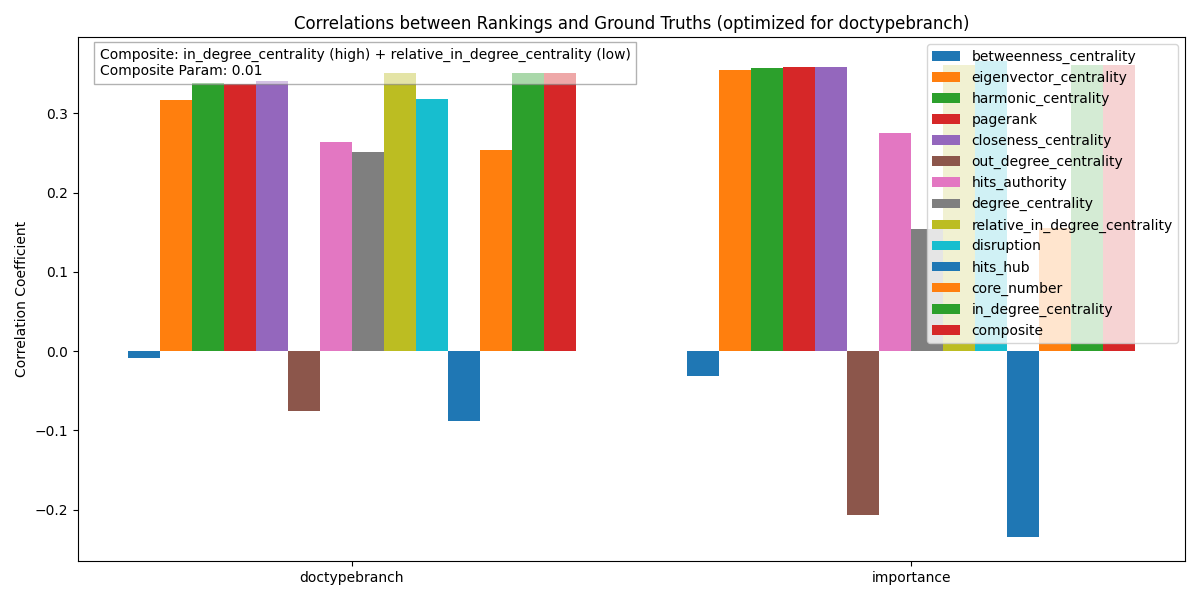 Correlations between Rankings and Ground Truths (optimized for doctypebranch)
Composite: in_degree_centrality (high) + relative_in_degree_centrality (low)
Composite Param: 0.01
betweenness_centrality
eigenvector_centrality
harmonic_centrality
pagerank
closeness_centrality
out_degree_centrality
hits_authority
degree_centrality
relative_in_degree_centrality
disruption
hits_hub
core_number
in_degree_centrality
composite
Correlation Coefficient
0.3
0.2
0.1
0.0
−0.1
−0.2
doctypebranch
importance